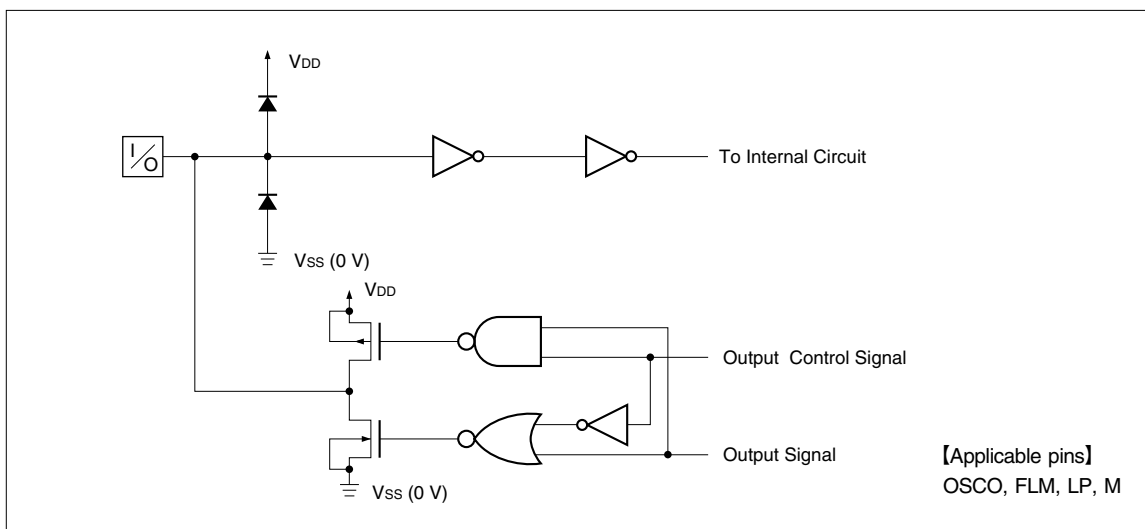 VDD
I/O
To Internal Circuit
VSS (0 V)
VDD
Output Control Signal
Output Signal
VSS (0 V)
【Applicable pins】
OSCO, FLM, LP, M